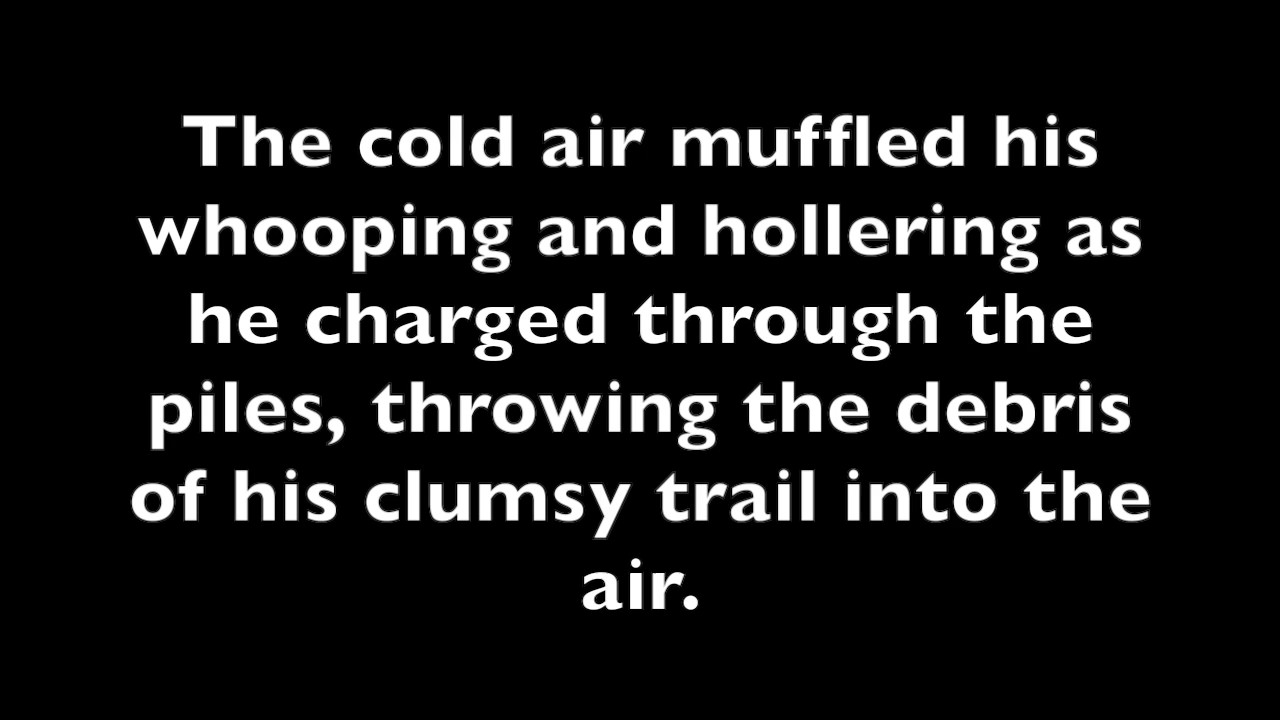 The cold air muffled his
whooping and hollering as
he charged through the
piles, throwing the debris
of his clumsy trail into the
air.